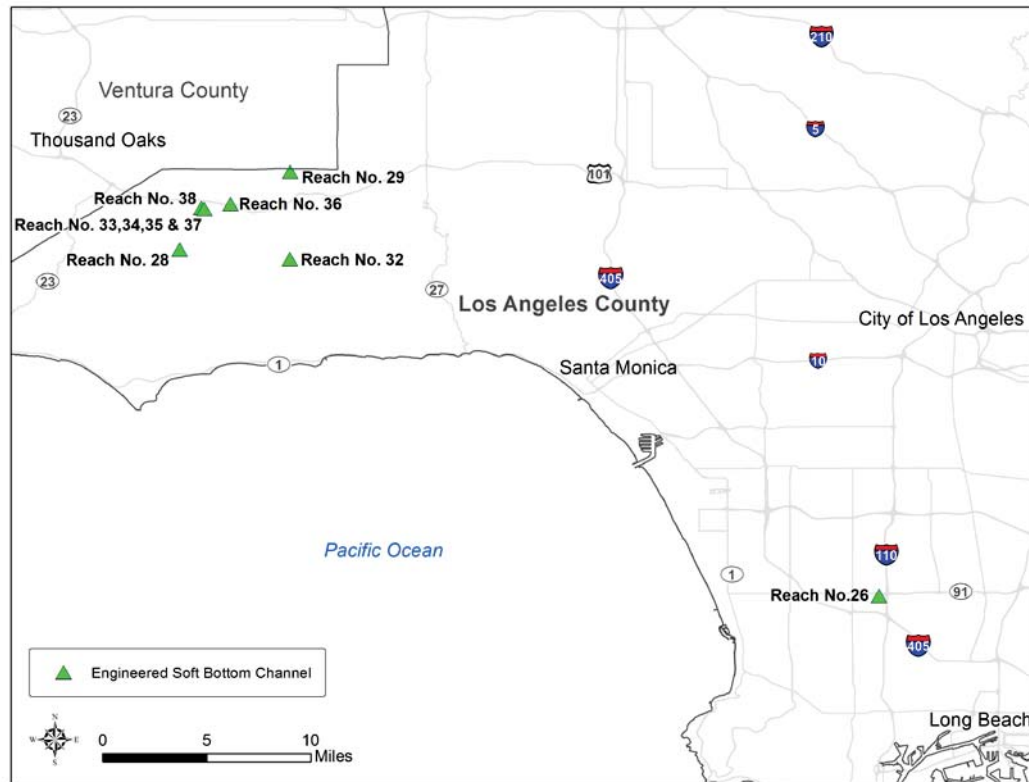 210
Ventura County
23
5
Thousand Oaks
Reach No. 29
101
Reach No. 38
Reach No. 36
Reach No. 33,34,35 & 37
Reach No. 28
Reach No. 32
23
27
405
Los Angeles County
City of Los Angeles
1
Santa Monica
10
Pacific Ocean
110
1
Reach No.26
91
405
Engineered Soft Bottom Channel
Long Beach
N
W
E
S
0
5
10
Miles